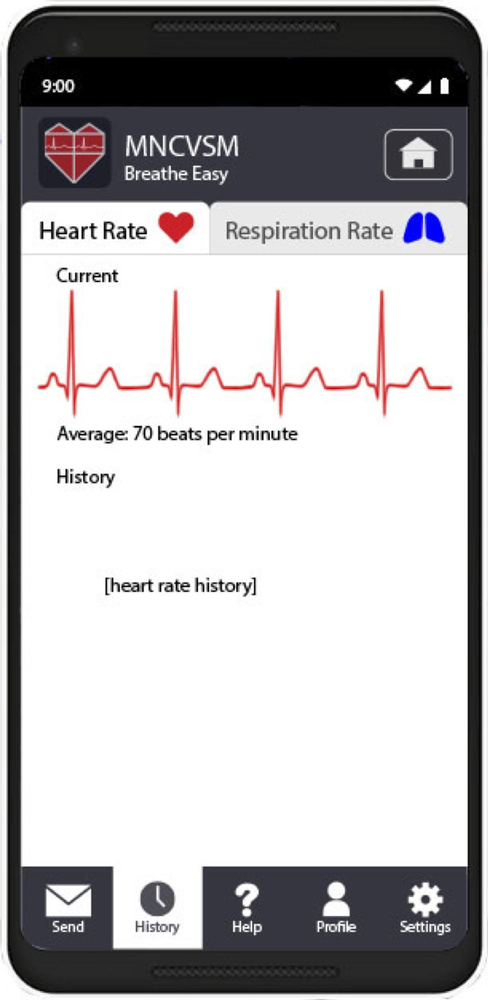 9:00
MNCVSM
Breathe Easy
Heart Rate
Respiration Rate
Current
Average: 70 beats per minute
History
[heart rate history]
Send
History
Help
Profile
Settings